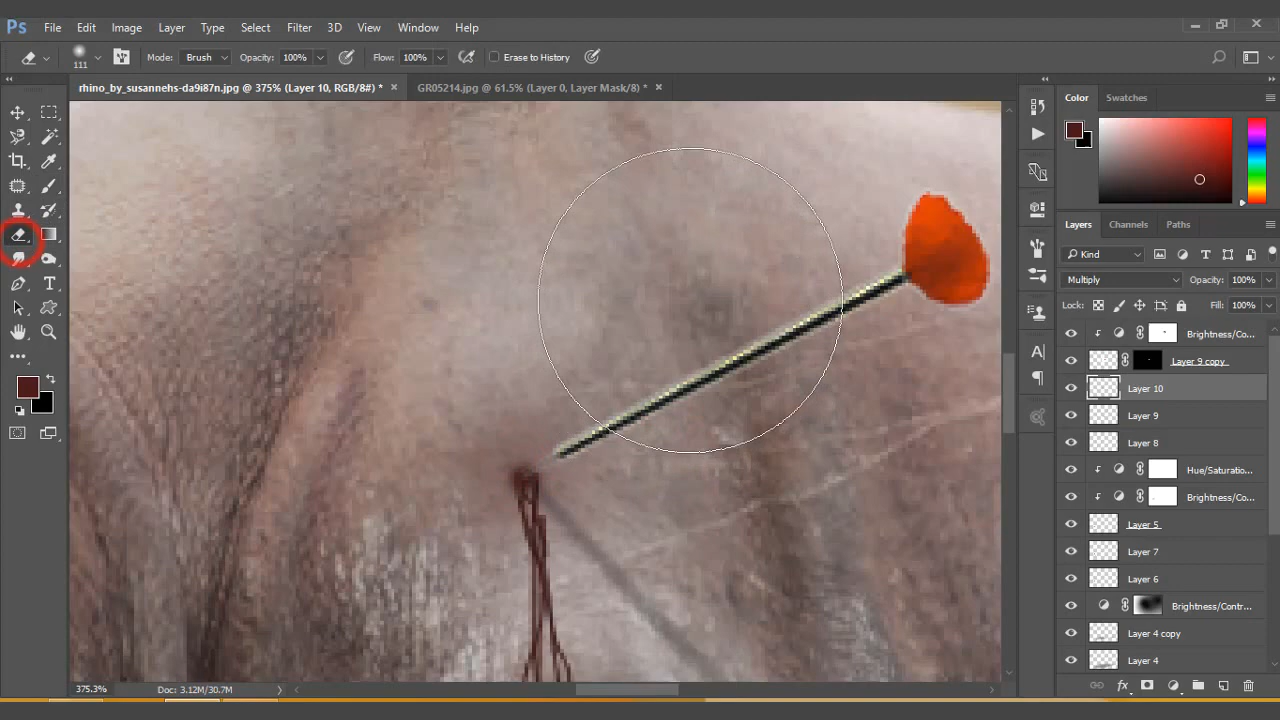 Ps File Edit Image Layer Type Select Filter 3D View Window Help
111 Mode: Brush Opacity: 100% Flow: 100% Erase to History
rhino_by_susannehs-da9i87n.jpg @ 375% (Layer 10, RGB/8#) * × GR05214.jpg @ 61.5% (Layer 0, Layer Mask/8) * ×
Color Swatches
Layers Channels Paths
Kind
Multiply Opacity: 100%
Lock: Fill: 100%
Brightness/Co...
Layer 9 copy
Layer 10
Layer 9
Layer 8
Hue/Saturatio...
Brightness/Co...
Layer 5
Layer 7
Layer 6
Brightness/Contr...
Layer 4 copy
Layer 4
375.3% Doc: 3.12M/30.7M